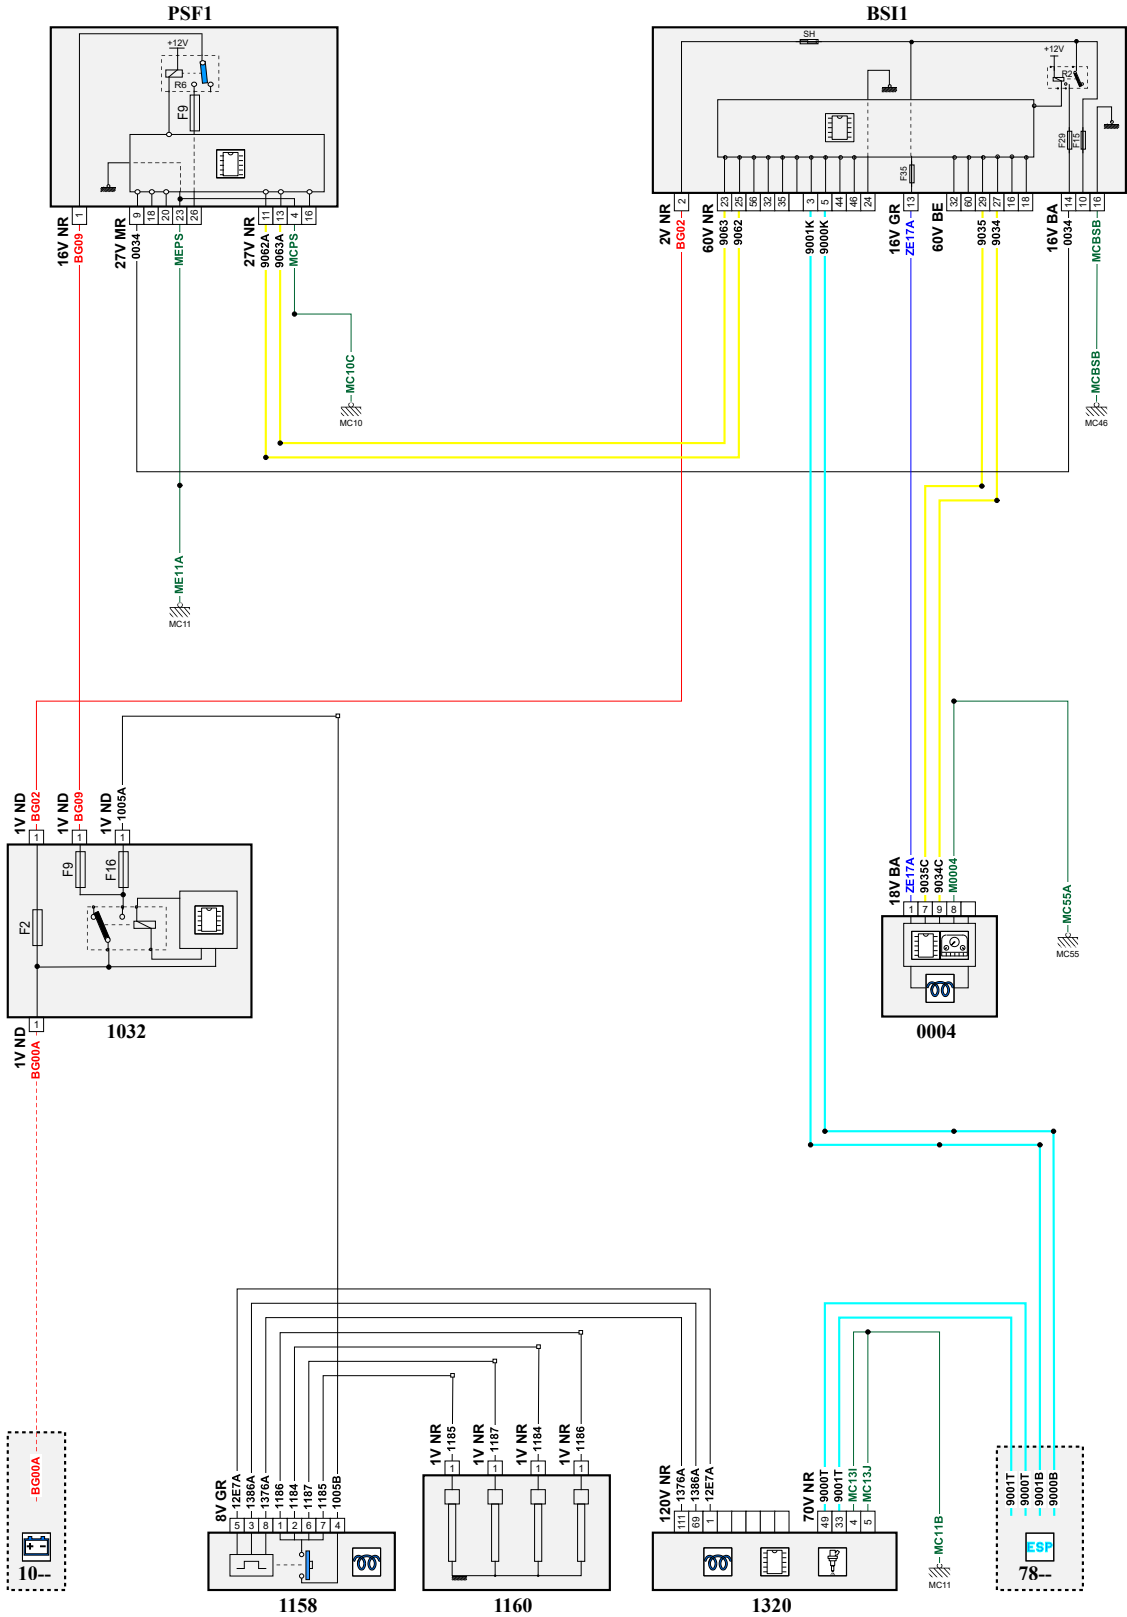 PSF1
BSI1
+12V
R6
F9
SH
+12V
R2
F29
F15
F35
1
9
18
20
23
26
11
13
4
16
2
23
25
56
32
35
3
5
44
46
24
13
32
60
29
27
16
18
14
10
16
16V NR
BG09
27V MR
0034
MEPS
27V NR
9062A
9063A
MCPS
2V NR
BG02
60V NR
9063
9062
9001K
9000K
16V GR
ZE17A
60V BE
9035
9034
16V BA
0034
MCBSB
MC10C
MC10
MCBSB
MC46
ME11A
MC11
1V ND
BG02
1V ND
BG09
1V ND
1005A
1
1
1
F9
F16
F2
1
1032
1V ND
BG00A
18V BA
ZE17A
9035C
9034C
M0004
1
7
9
8
0004
MC55A
MC55
BG00A
+ -
10--
8V GR
12E7A
1386A
1376A
1186
1184
1187
1185
1005B
5
3
8
1
2
6
7
4
1158
1V NR
1185
1V NR
1187
1V NR
1184
1V NR
1186
1
1
1
1
1160
120V NR
1376A
1386A
12E7A
111
69
1
70V NR
9000T
9001T
MC13I
MC13J
49
33
4
5
1320
MC11B
MC11
9001T
9000T
9001B
9000B
ESP
78--